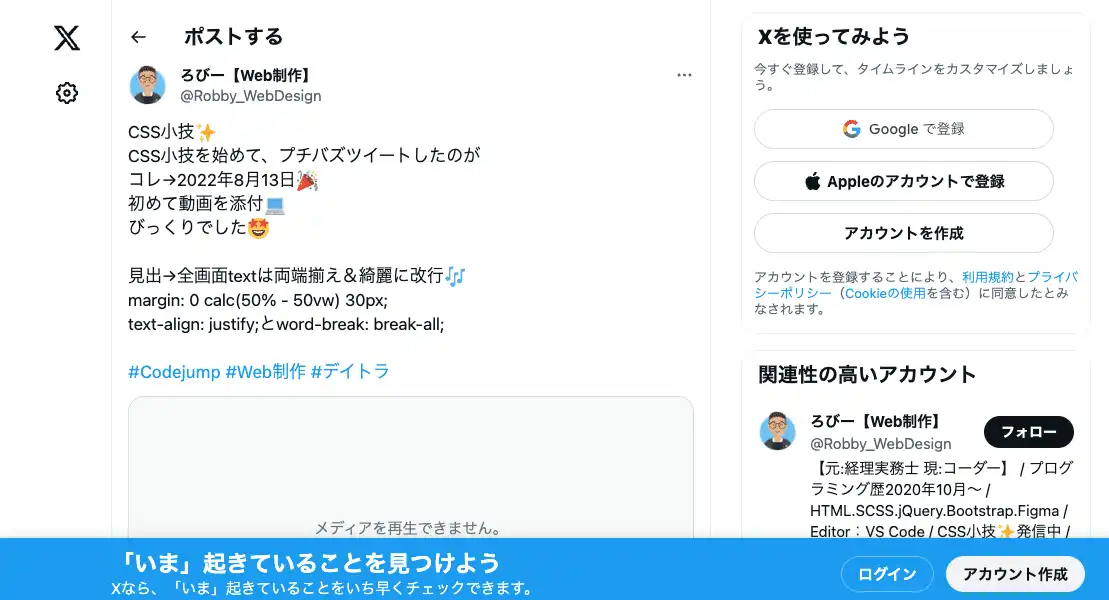 ポストする
ろびー【Web制作】
@Robby_WebDesign
CSS小技✨
CSS小技を始めて、プチバズツイートしたのが
コレ→2022年8月13日🎉
初めて動画を添付💻
びっくりでした🤩
見出→全画面textは両端揃え＆綺麗に改行🎶
margin: 0 calc(50% - 50vw) 30px;
text-align: justify;とword-break: break-all;
#Codejump #Web制作 #デイトラ
メディアを再生できません。
Xを使ってみよう
今すぐ登録して、タイムラインをカスタマイズしましょ
う。
Google で登録
Appleのアカウントで登録
アカウントを作成
アカウントを登録することにより、利用規約とプライバ
シーポリシー（Cookieの使用を含む）に同意したとみ
なされます。
関連性の高いアカウント
ろびー【Web制作】
@Robby_WebDesign
フォロー
【元:経理実務士 現:コーダー】 / プログ
ラミング歴2020年10月〜 /
HTML.SCSS.jQuery.Bootstrap.Figma /
Editor：VS Code / CSS小技✨発信中 /
「いま」起きていることを見つけよう
Xなら、「いま」起きていることをいち早くチェックできます。
ログイン
アカウント作成